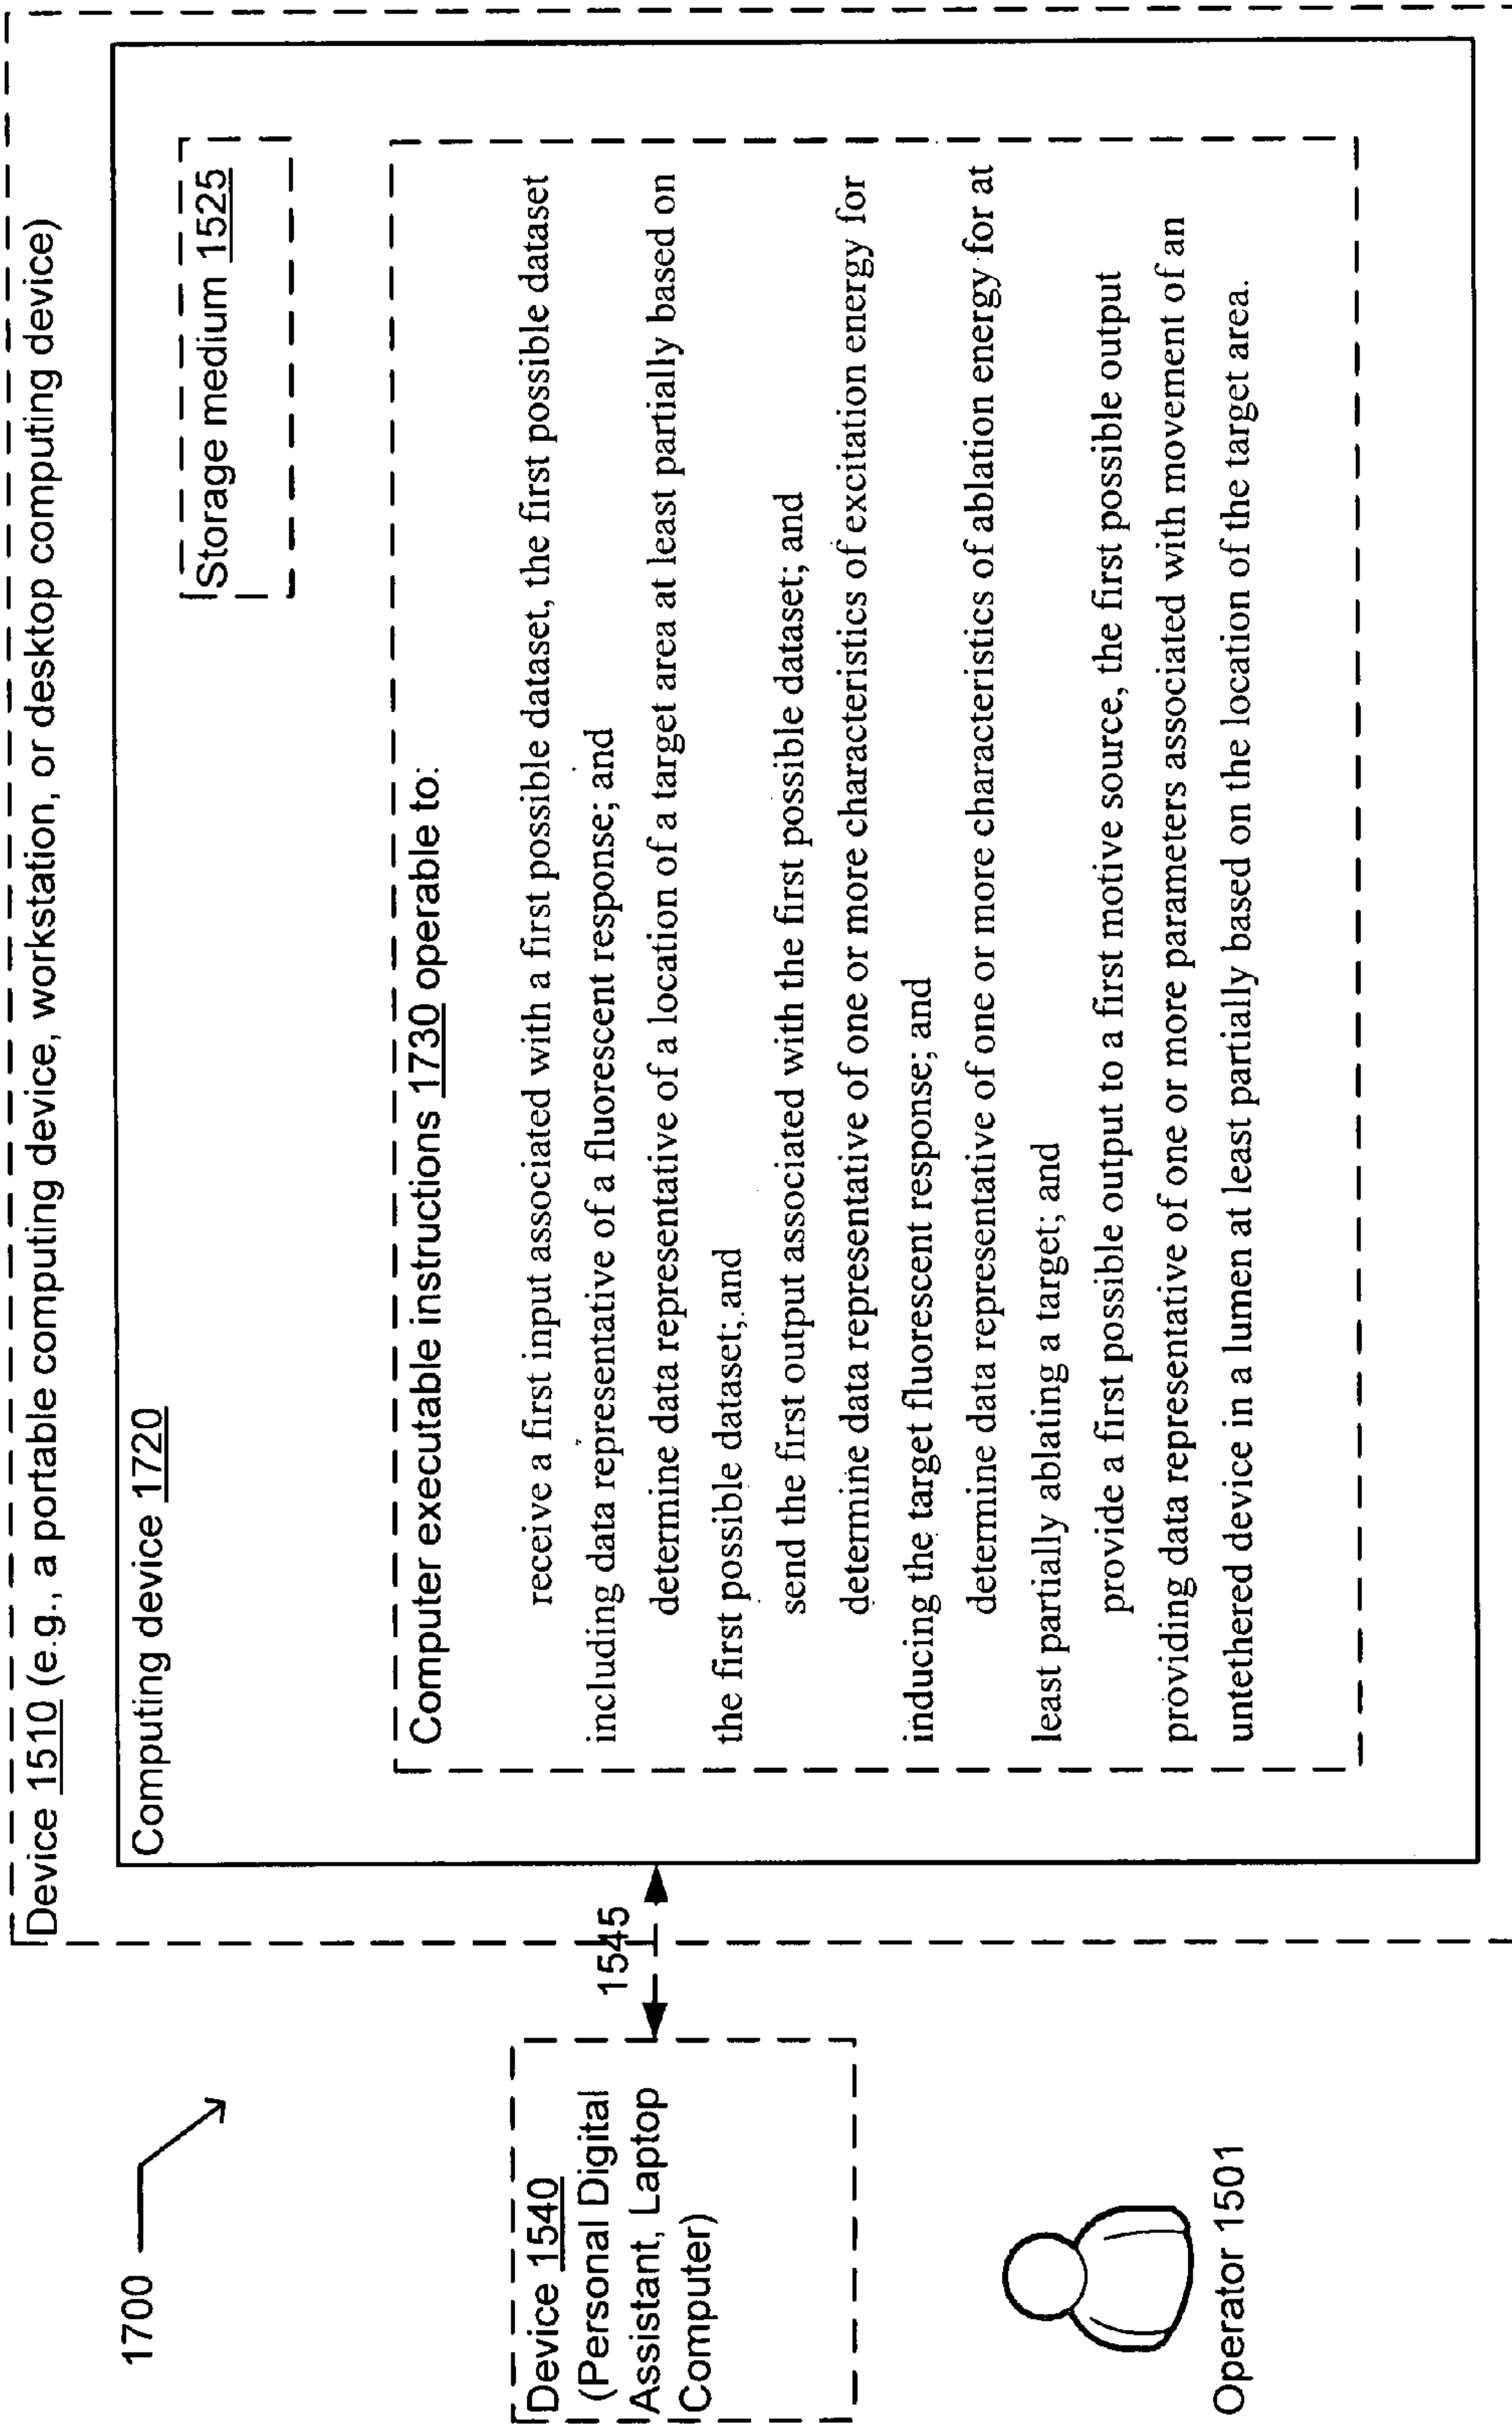 1700
Device 1510 (e.g., a portable computing device, workstation, or desktop computing device)
Computing device 1720
Storage medium 1525
Computer executable instructions 1730 operable to:
receive a first input associated with a first possible dataset, the first possible dataset
including data representative of a fluorescent response; and
determine data representative of a location of a target area at least partially based on
the first possible dataset; and
send the first output associated with the first possible dataset; and
determine data representative of one or more characteristics of excitation energy for
inducing the target fluorescent response; and
determine data representative of one or more characteristics of ablation energy for at
least partially ablating a target; and
provide a first possible output to a first motive source, the first possible output
providing data representative of one or more parameters associated with movement of an
untethered device in a lumen at least partially based on the location of the target area.
1545
Device 1540
(Personal Digital
Assistant, Laptop
Computer)
Operator 1501